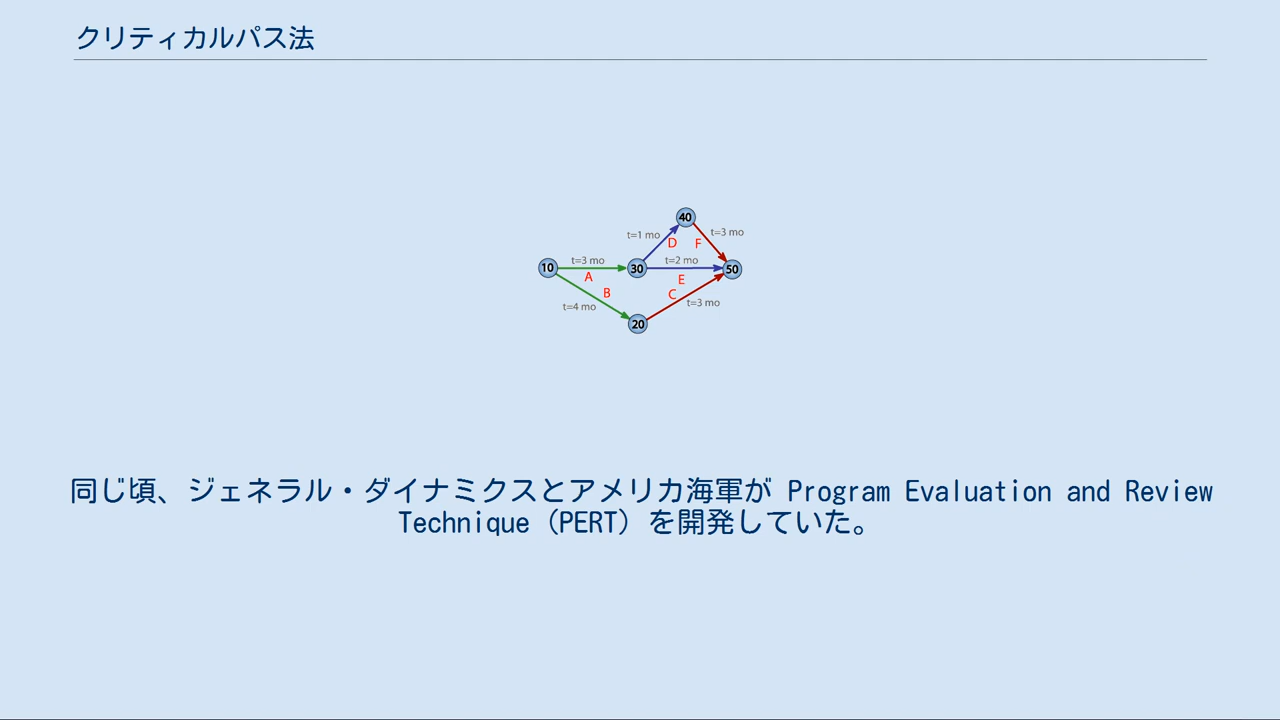 クリティカルパス法
40
t=1 mo
t=3 mo
D
F
t=3 mo
t=2 mo
10
30
50
A
E
B
C
t=4 mo
t=3 mo
20
同じ頃、ジェネラル・ダイナミクスとアメリカ海軍が Program Evaluation and Review
Technique（PERT）を開発していた。